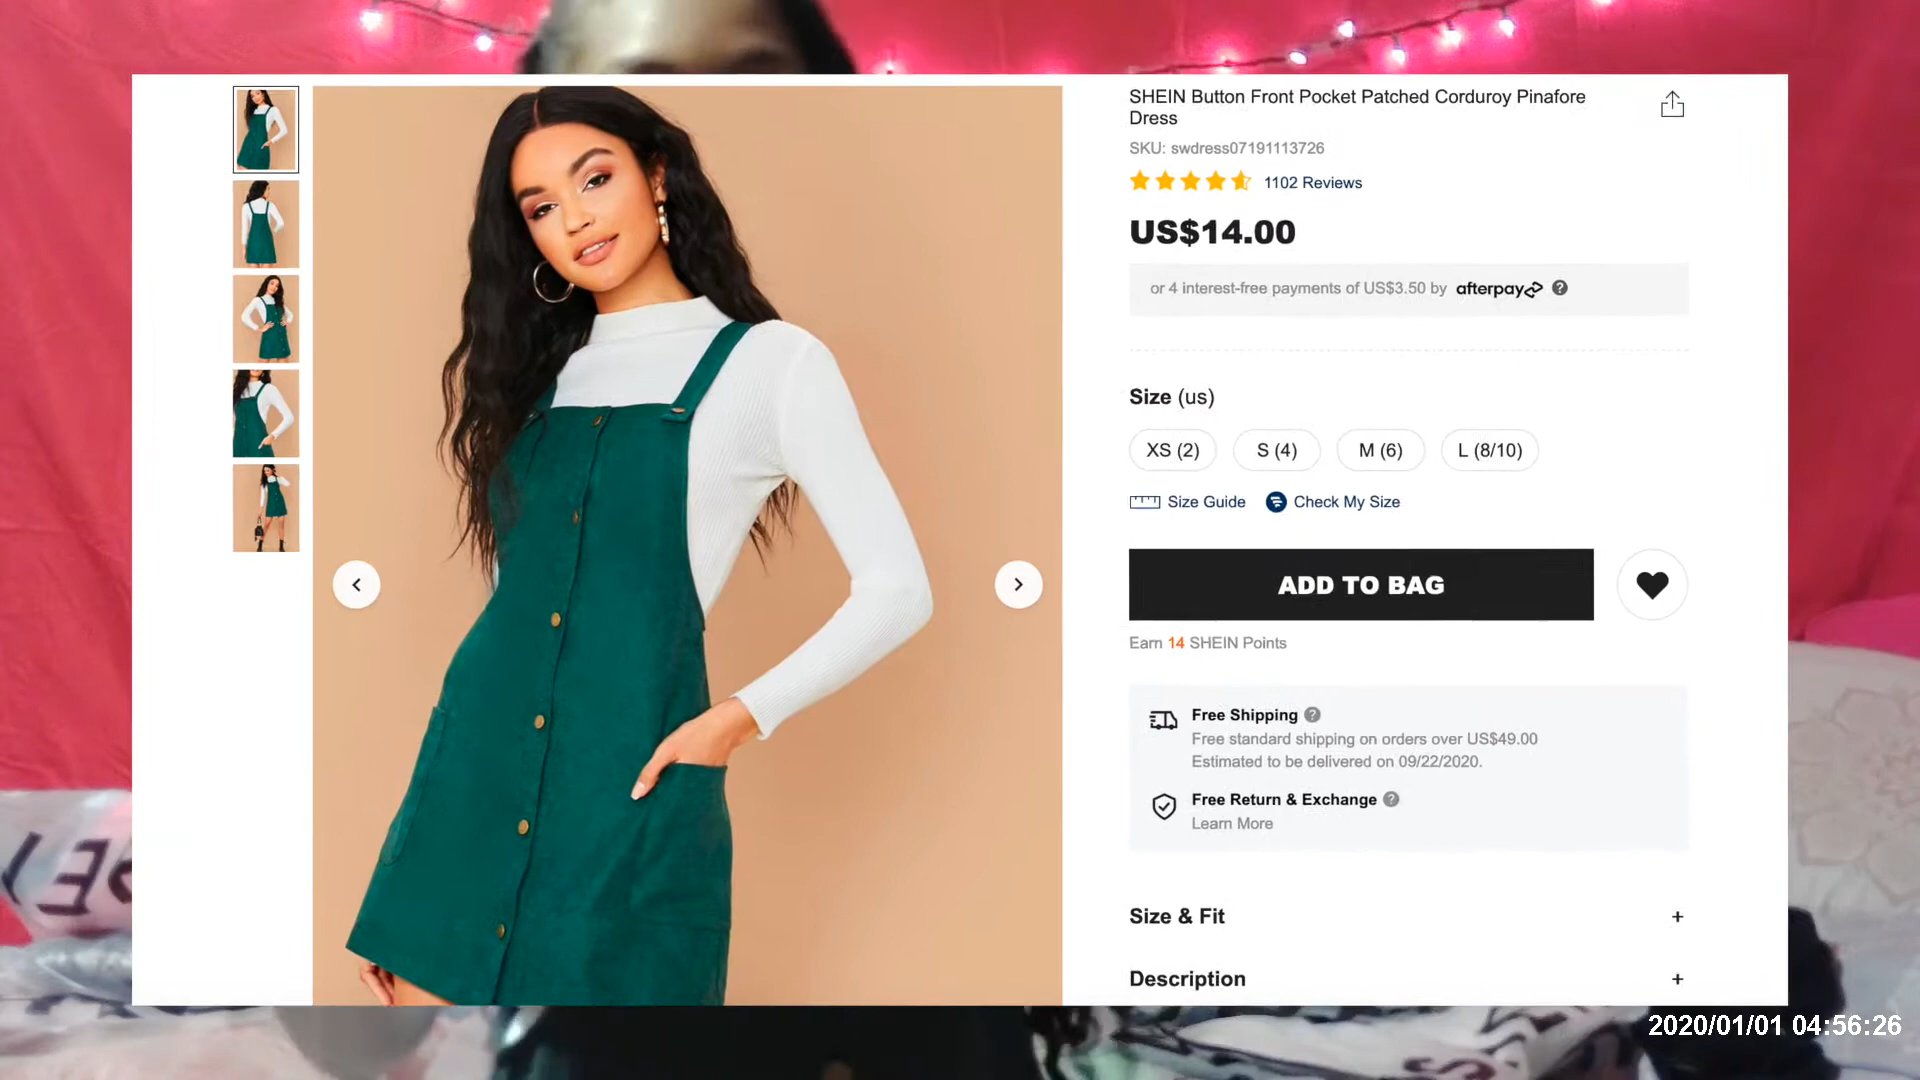 SHEIN Button Front Pocket Patched Corduroy Pinafore
Dress
SKU: swdress07191113726
1102 Reviews
US$14.00
or 4 interest-free payments of US$3.50 by afterpay
Size (us)
XS (2) S (4) M (6) L (8/10)
Size Guide Check My Size
ADD TO BAG
Earn 14 SHEIN Points
Free Shipping
Free standard shipping on orders over US$49.00
Estimated to be delivered on 09/22/2020.
Free Return & Exchange
Learn More
Size & Fit +
Description +
2020/01/01 04:56:26